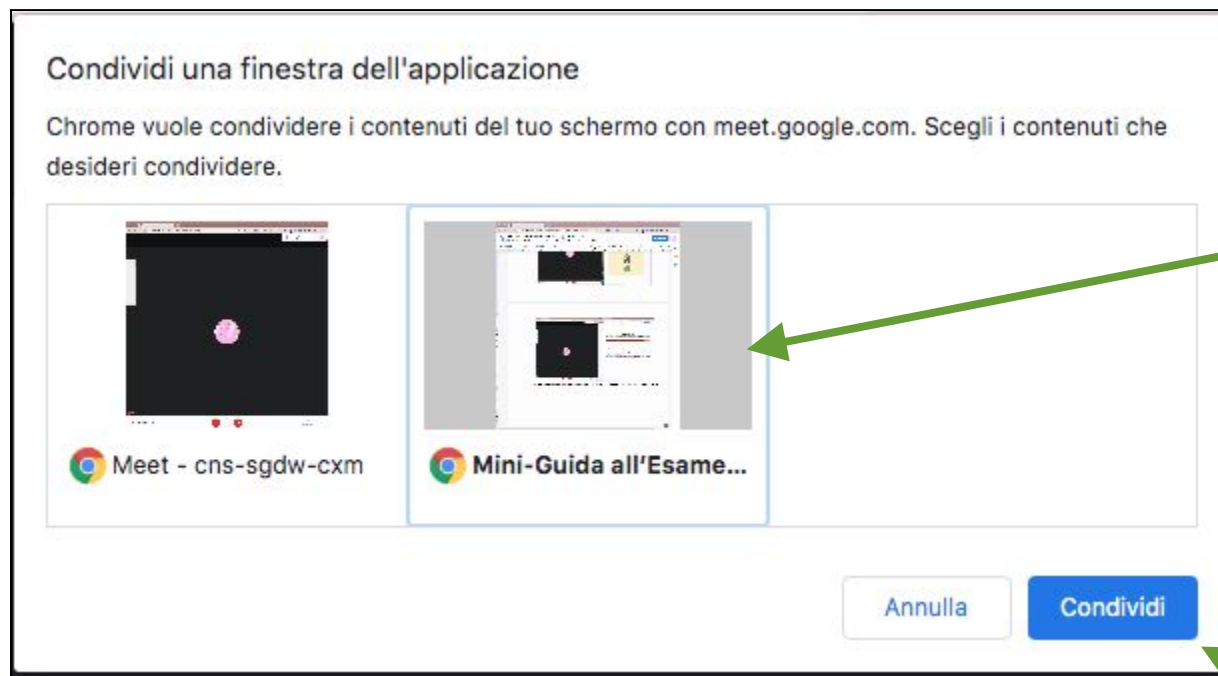 Condividi una finestra dell'applicazione
Chrome vuole condividere i contenuti del tuo schermo con meet.google.com. Scegli i contenuti che
desideri condividere.
Meet - cns-sgdw-cxm
Mini-Guida all'Esame...
Annulla
Condividi